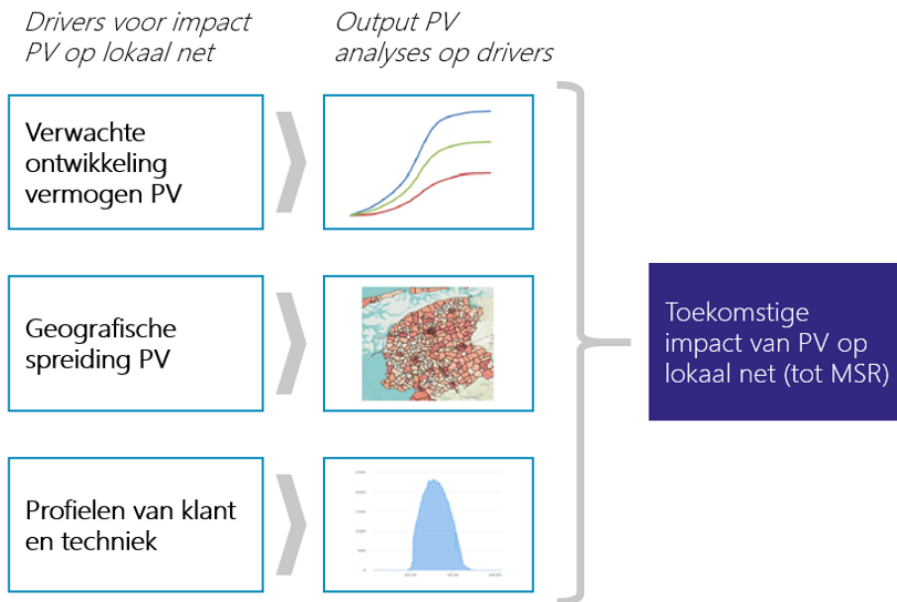 Drivers voor impact
PV op lokaal net
Output PV
analyses op drivers
Verwachte
ontwikkeling
vermogen PV
Geografische
spreiding PV
Profielen van klant
en techniek
Toekomstige
impact van PV op
lokaal net (tot MSR)